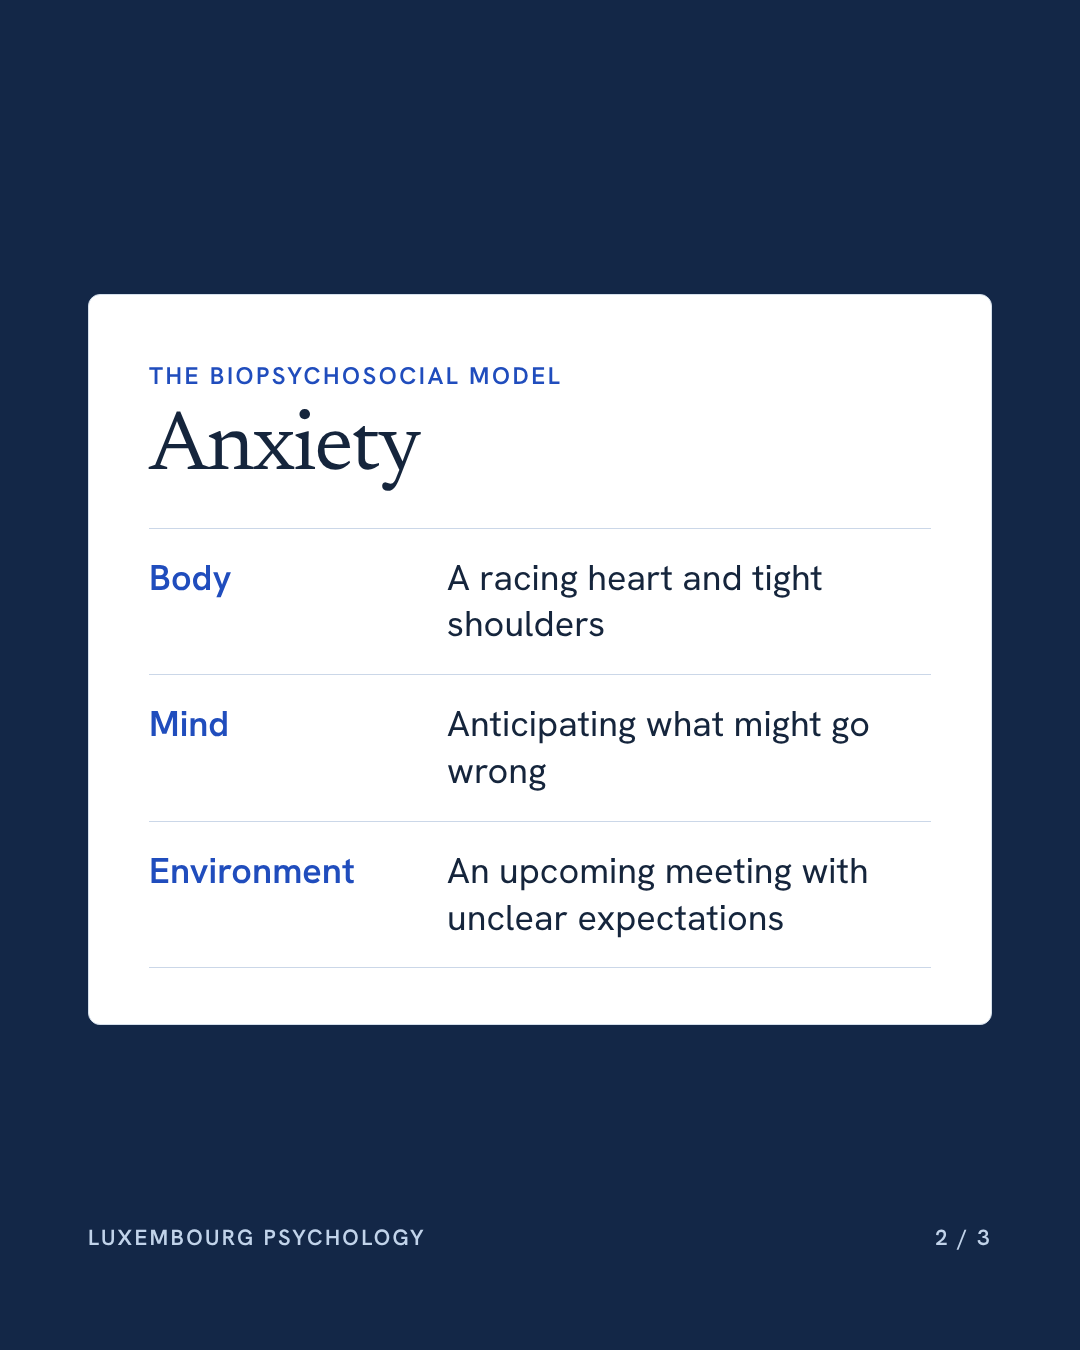 THE BIOPSYCHOSOCIAL MODEL
Anxiety
Body
A racing heart and tight
shoulders
Mind
Anticipating what might go
wrong
Environment
An upcoming meeting with
unclear expectations
LUXEMBOURG PSYCHOLOGY
2 / 3